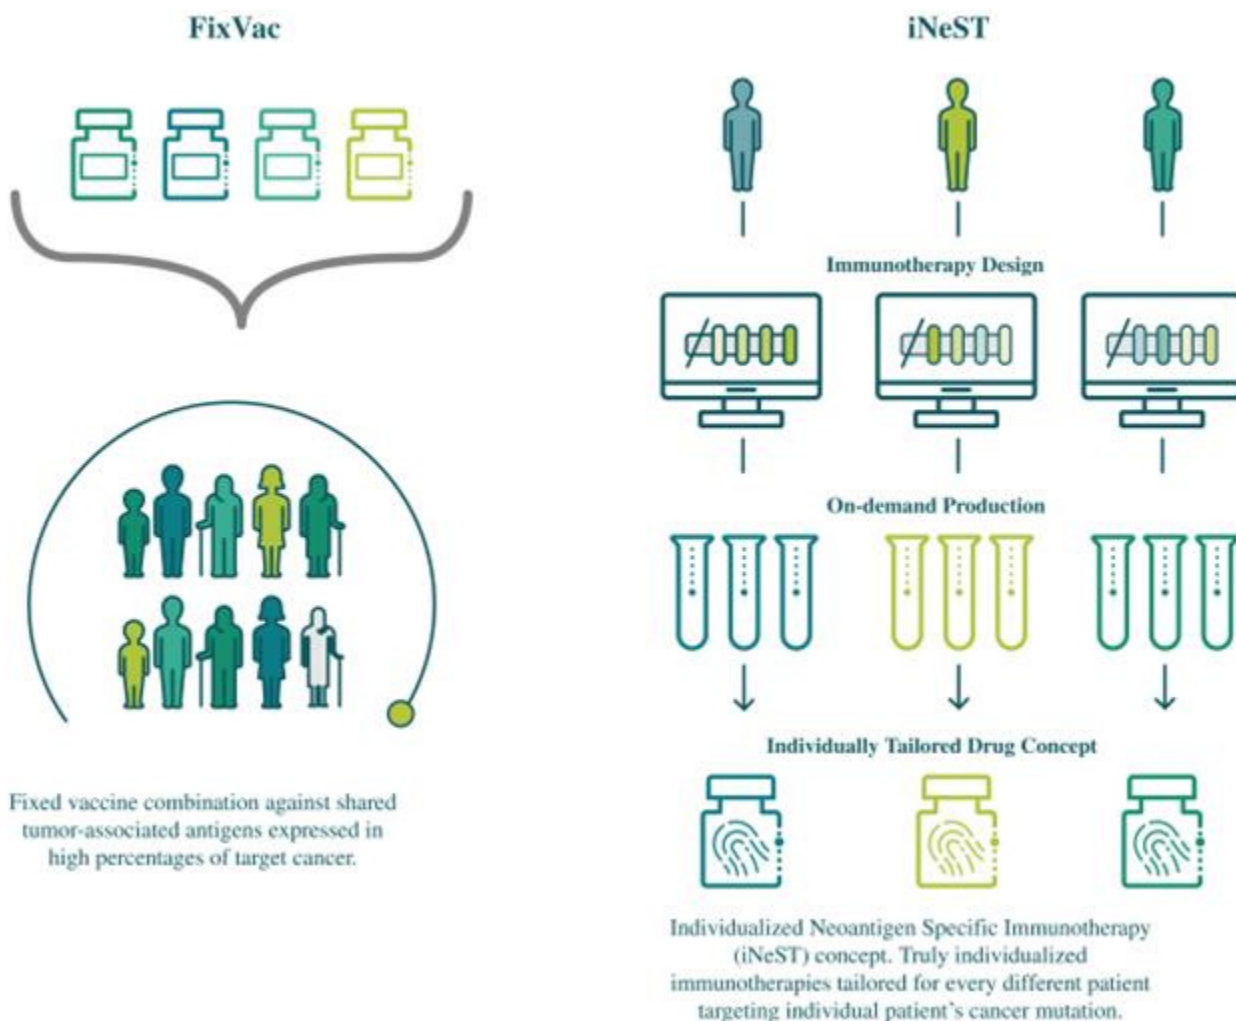 FixVac
Fixed vaccine combination against shared
tumor-associated antigens expressed in
high percentages of target cancer.
iNeST
Immunotherapy Design
On-demand Production
Individually Tailored Drug Concept
Individualized Neoantigen Specific Immunotherapy
(iNeST) concept. Truly individualized
immunotherapies tailored for every different patient
targeting individual patient's cancer mutation.